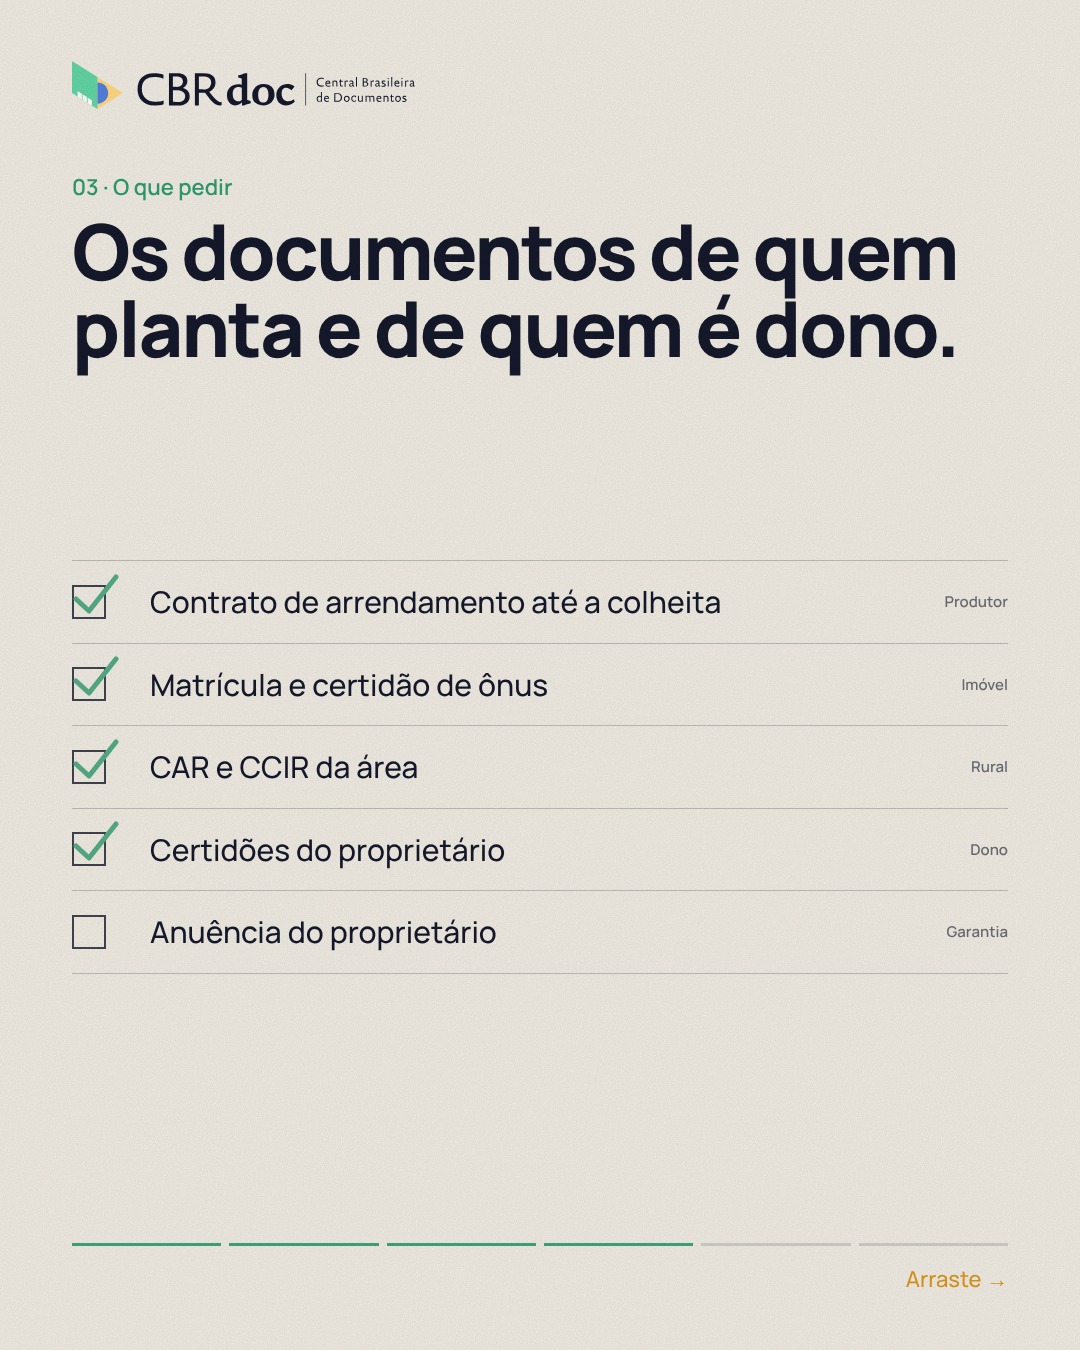 CBRdoc
Central Brasileira
de Documentos
03 · O que pedir
Os documentos de quem
planta e de quem é dono.
Contrato de arrendamento até a colheita
Produtor
Matrícula e certidão de ônus
Imóvel
CAR e CCIR da área
Rural
Certidões do proprietário
Dono
Anuência do proprietário
Garantia
Arraste →